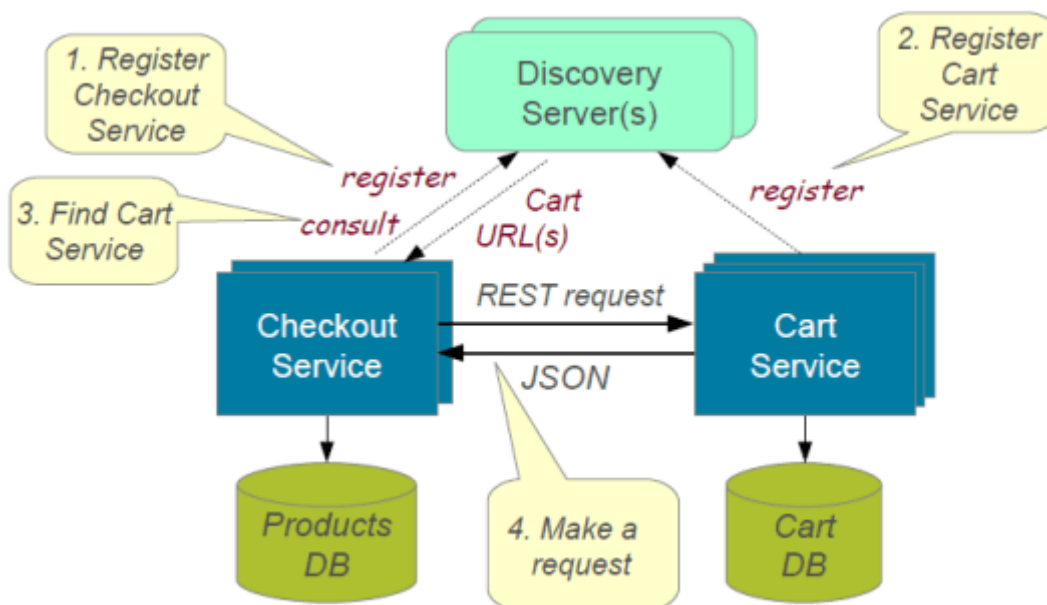 1. Register
Checkout
Service
Discovery
Server(s)
2. Register
Cart
Service
register
consult
Cart
URL(s)
register
3. Find Cart
Service
Checkout
Service
REST request
JSON
Cart
Service
Products
DB
4. Make a
request
Cart
DB